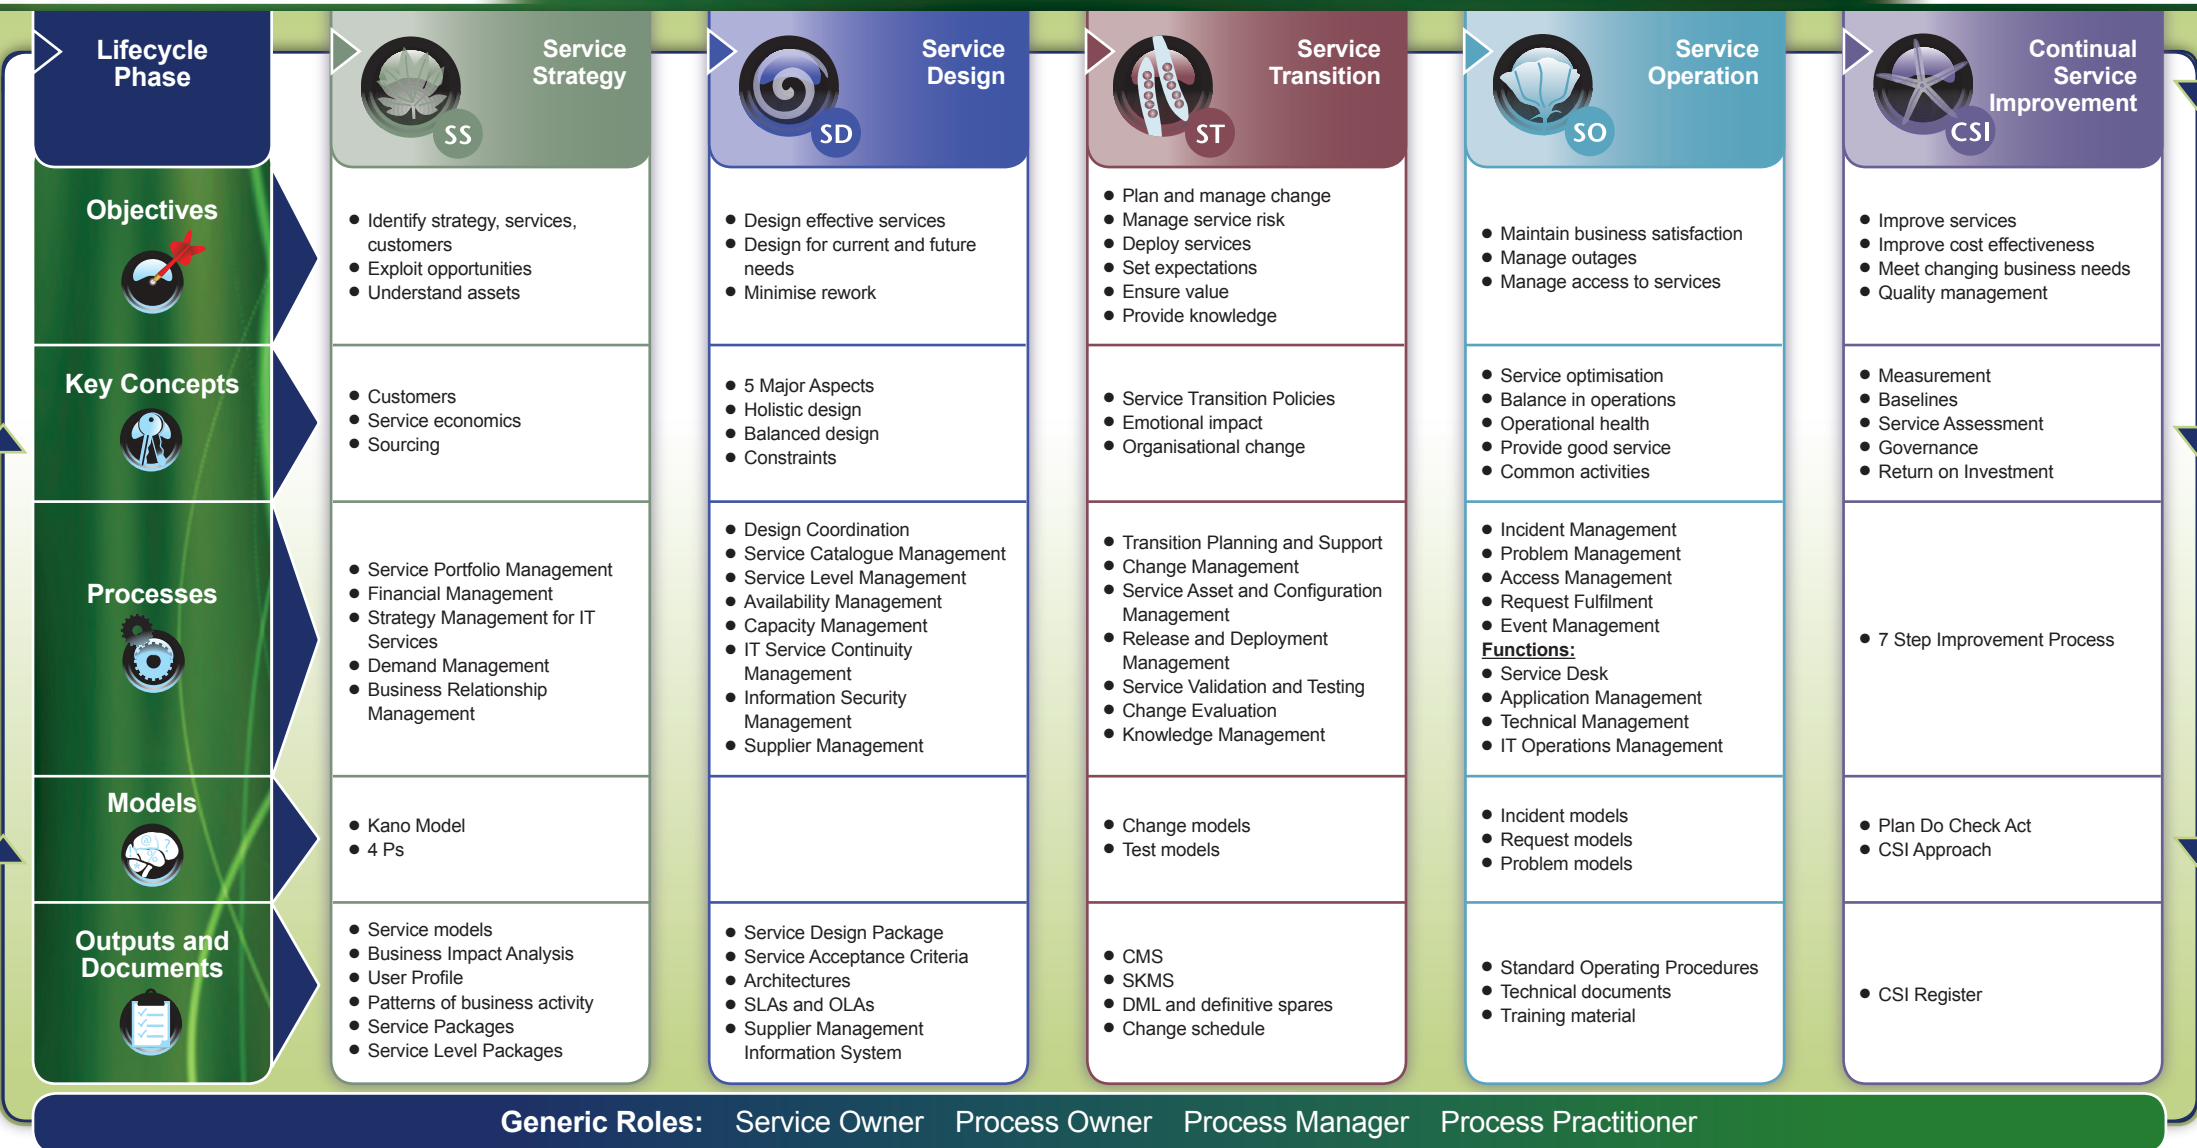 Lifecycle
Phase
SS
Service
Strategy
SD
Service
Design
ST
Service
Transition
SO
Service
Operation
CSI
Continual
Service
Improvement
Objectives
● Identify strategy, services,
customers
● Exploit opportunities
● Understand assets
● Design effective services
● Design for current and future
needs
● Minimise rework
● Plan and manage change
● Manage service risk
● Deploy services
● Set expectations
● Ensure value
● Provide knowledge
● Maintain business satisfaction
● Manage outages
● Manage access to services
● Improve services
● Improve cost effectiveness
● Meet changing business needs
● Quality management
Key Concepts
● Customers
● Service economics
● Sourcing
● 5 Major Aspects
● Holistic design
● Balanced design
● Constraints
● Service Transition Policies
● Emotional impact
● Organisational change
● Service optimisation
● Balance in operations
● Operational health
● Provide good service
● Common activities
● Measurement
● Baselines
● Service Assessment
● Governance
● Return on Investment
Processes
● Service Portfolio Management
● Financial Management
● Strategy Management for IT
Services
● Demand Management
● Business Relationship
Management
● Design Coordination
● Service Catalogue Management
● Service Level Management
● Availability Management
● Capacity Management
● IT Service Continuity
Management
● Information Security
Management
● Supplier Management
● Transition Planning and Support
● Change Management
● Service Asset and Configuration
Management
● Release and Deployment
Management
● Service Validation and Testing
● Change Evaluation
● Knowledge Management
● Incident Management
● Problem Management
● Access Management
● Request Fulfilment
● Event Management
Functions:
● Service Desk
● Application Management
● Technical Management
● IT Operations Management
● 7 Step Improvement Process
Models
● Kano Model
● 4 Ps
● Change models
● Test models
● Incident models
● Request models
● Problem models
● Plan Do Check Act
● CSI Approach
Outputs and
Documents
● Service models
● Business Impact Analysis
● User Profile
● Patterns of business activity
● Service Packages
● Service Level Packages
● Service Design Package
● Service Acceptance Criteria
● Architectures
● SLAs and OLAs
● Supplier Management
Information System
● CMS
● SKMS
● DML and definitive spares
● Change schedule
● Standard Operating Procedures
● Technical documents
● Training material
● CSI Register
Generic Roles: Service Owner Process Owner Process Manager Process Practitioner